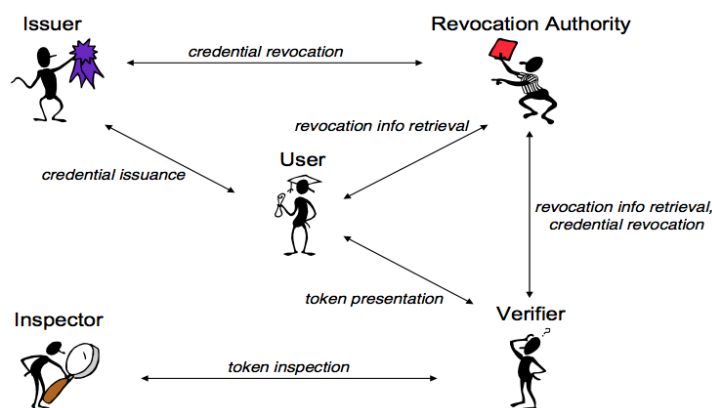 Issuer
Revocation Authority
credential revocation
revocation info retrieval
User
credential issuance
revocation info retrieval,
credential revocation
token presentation
Inspector
Verifier
?
token inspection